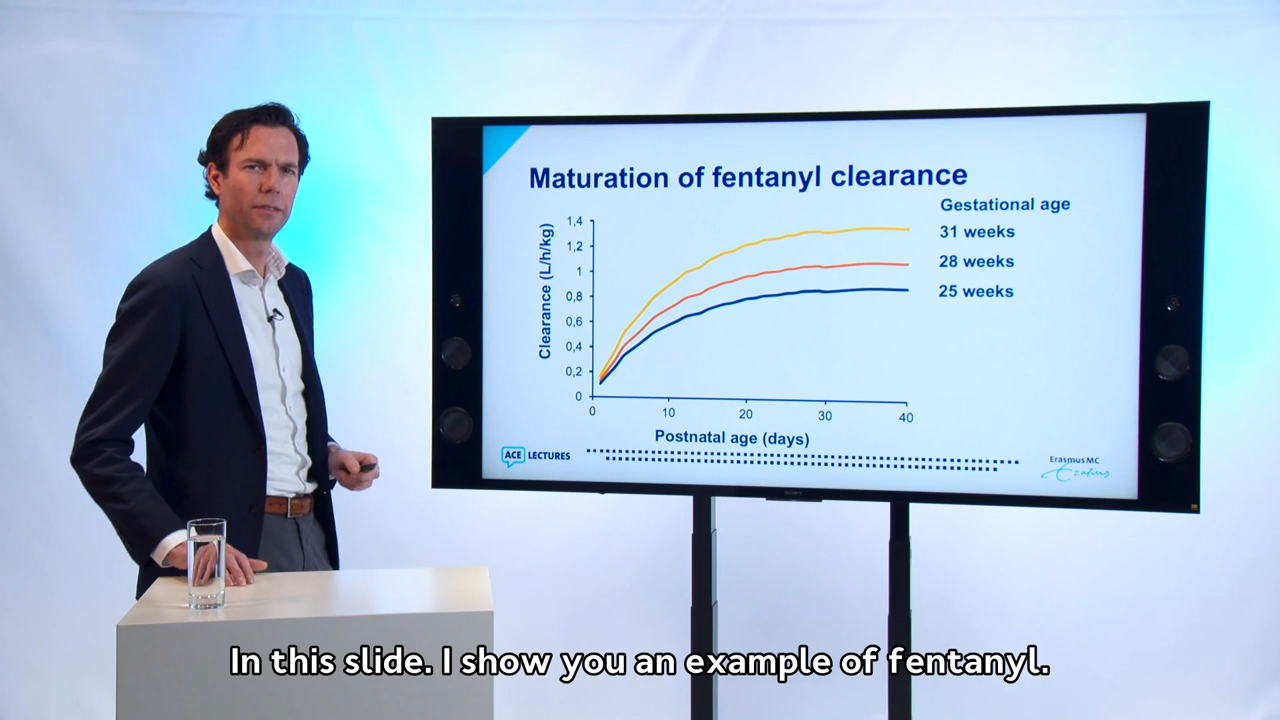 Maturation of fentanyl clearance
Gestational age
31 weeks
28 weeks
25 weeks
Clearance (L/h/kg)
1,4
1,2
1
0,8
0,6
0,4
0,2
0
0 10 20 30 40
Postnatal age (days)
ACE LECTURES
Erasmus MC
Erasmus
SONY
In this slide. I show you an example of fentanyl.